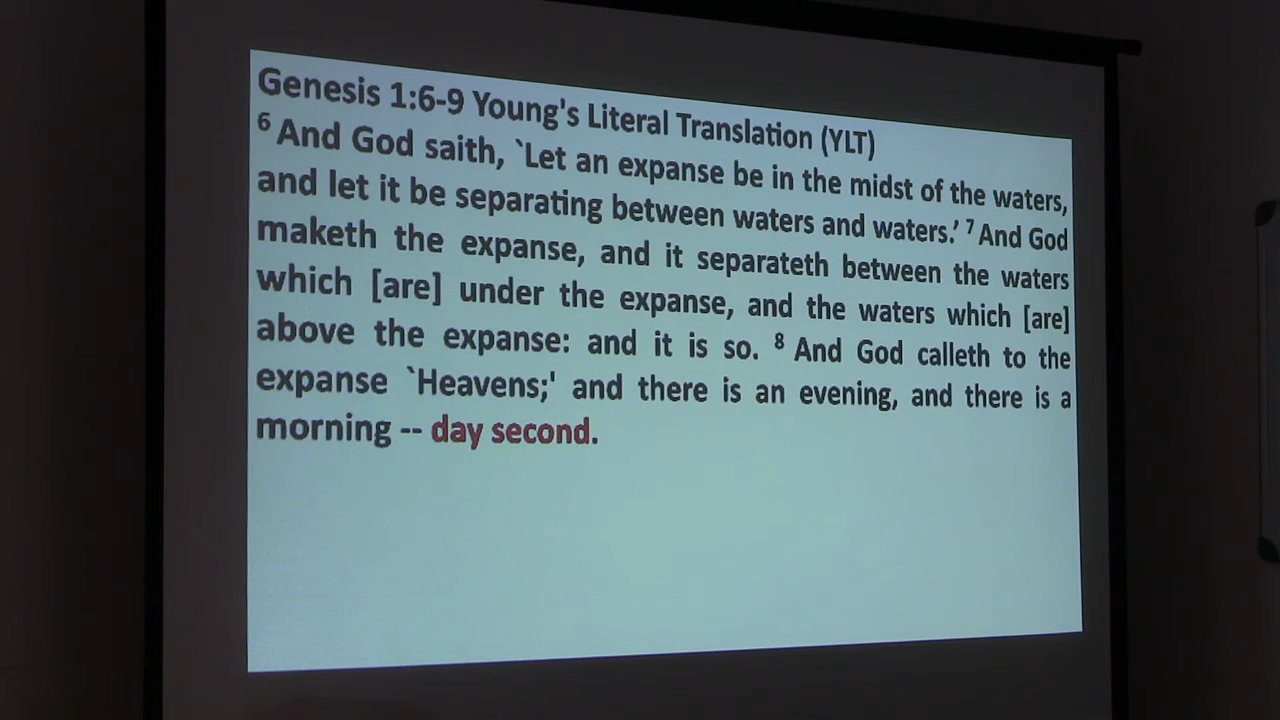 Genesis 1:6-9 Young's Literal Translation (YLT)
6 And God saith, `Let an expanse be in the midst of the waters,
and let it be separating between waters and waters.’ 7 And God
maketh the expanse, and it separateth between the waters
which [are] under the expanse, and the waters which [are]
above the expanse: and it is so. 8 And God calleth to the
expanse `Heavens;' and there is an evening, and there is a
morning -- day second.